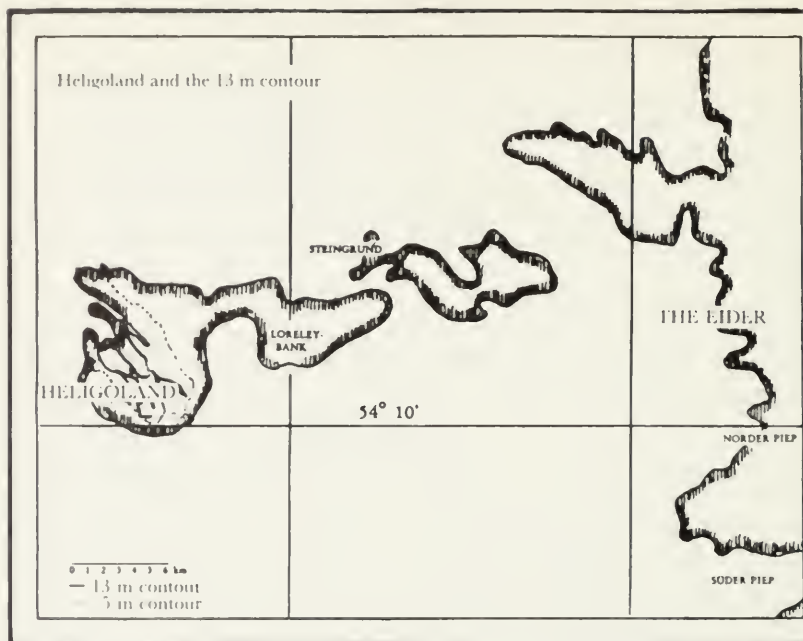 Heligoland and the 13 m contour
STEINGRUND
LORELEY-
BANK
THE EIDER
HELIGOLAND
54° 10'
NORDER PIEP
0 1 2 3 4 5 6 km
13 m contour
5 m contour
SÜDER PIEP